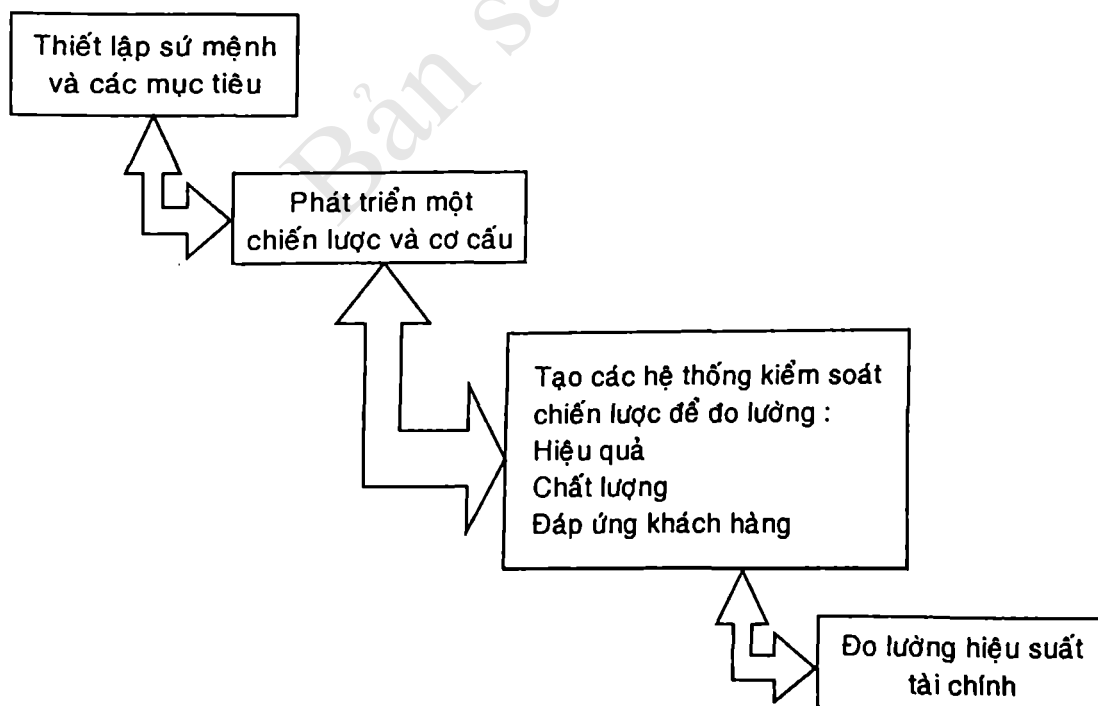 Bản sa
Thiết lập sứ mệnh
và các mục tiêu
Phát triển một
chiến lược và cơ cấu
Tạo các hệ thống kiểm soát
chiến lược để đo lường :
Hiệu quả
Chất lượng
Đáp ứng khách hàng
Đo lường hiệu suất
tài chính